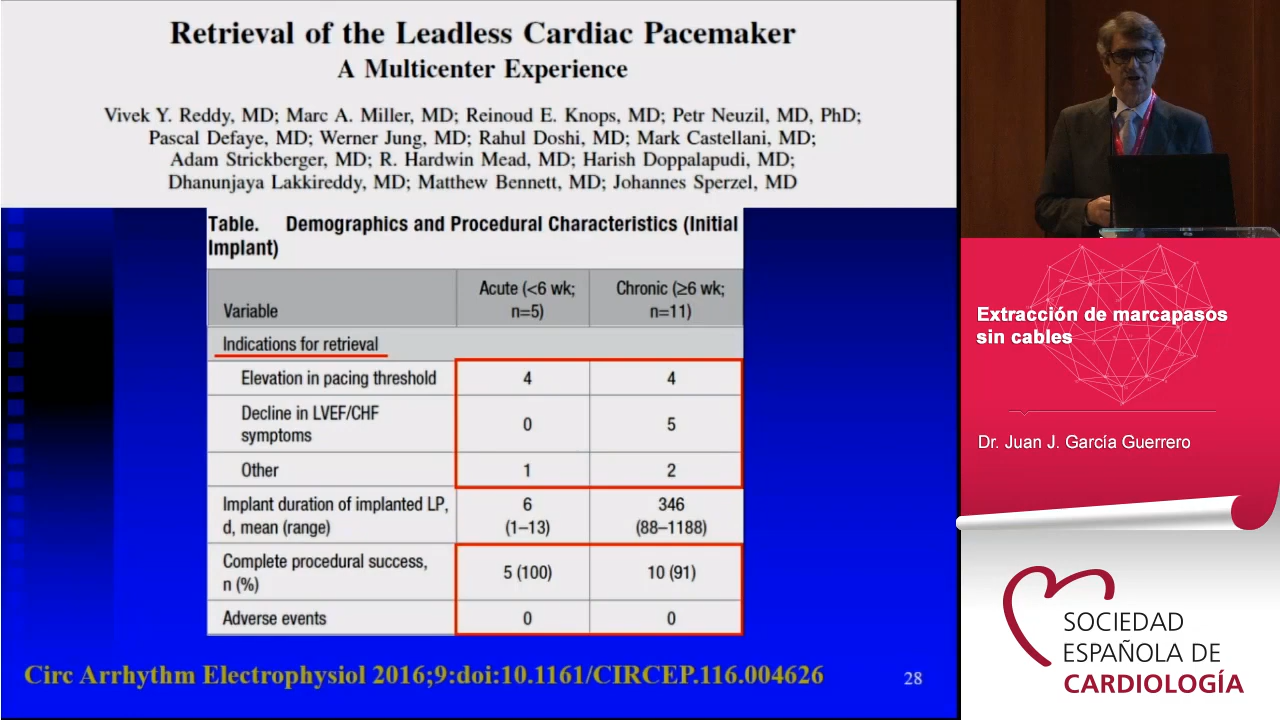 Retrieval of the Leadless Cardiac Pacemaker
A Multicenter Experience
Vivek Y. Reddy, MD; Marc A. Miller, MD; Reinoud E. Knops, MD; Petr Neuzil, MD, PhD;
Pascal Defaye, MD; Werner Jung, MD; Rahul Doshi, MD; Mark Castellani, MD;
Adam Strickberger, MD; R. Hardwin Mead, MD; Harish Doppalapudi, MD;
Dhanunjaya Lakkireddy, MD; Matthew Bennett, MD; Johannes Sperzel, MD
Table. Demographics and Procedural Characteristics (Initial
Implant)
Variable
Acute (<6 wk;
n=5)
Chronic (≥6 wk;
n=11)
Indications for retrieval
Elevation in pacing threshold
4
4
Decline in LVEF/CHF
symptoms
0
5
Other
1
2
Implant duration of implanted LP,
d, mean (range)
6
(1–13)
346
(88–1188)
Complete procedural success,
n (%)
5 (100)
10 (91)
Adverse events
0
0
Circ Arrhythm Electrophysiol 2016;9:doi:10.1161/CIRCEP.116.004626
28
Extracción de marcapasos
sin cables
Dr. Juan J. García Guerrero
SOCIEDAD
ESPAÑOLA DE
CARDIOLOGÍA